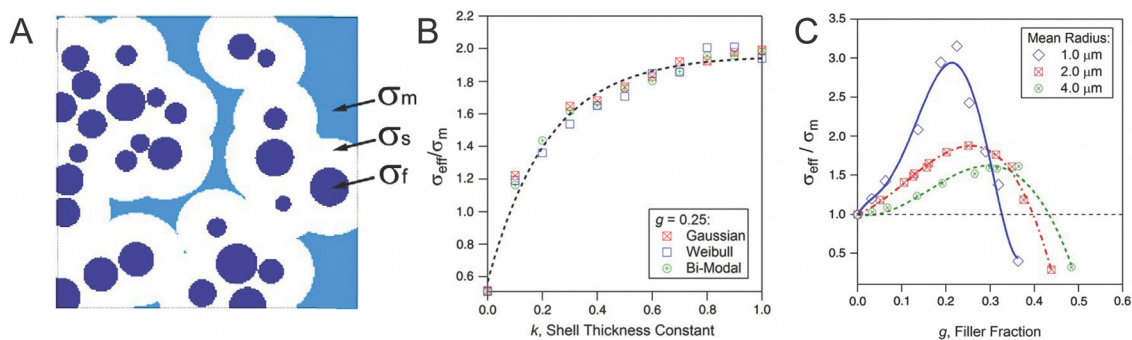 A
σm
σs
σf
B
σeff/σm
2.2
2.0
1.8
1.6
1.4
1.2
1.0
0.8
0.6
g = 0.25:
Gaussian
Weibull
Bi-Modal
0.0 0.2 0.4 0.6 0.8 1.0
k, Shell Thickness Constant
C
σeff / σm
3.5
3.0
2.5
2.0
1.5
1.0
0.5
Mean Radius:
1.0 μm
2.0 μm
4.0 μm
0.0 0.1 0.2 0.3 0.4 0.5 0.6
g, Filler Fraction